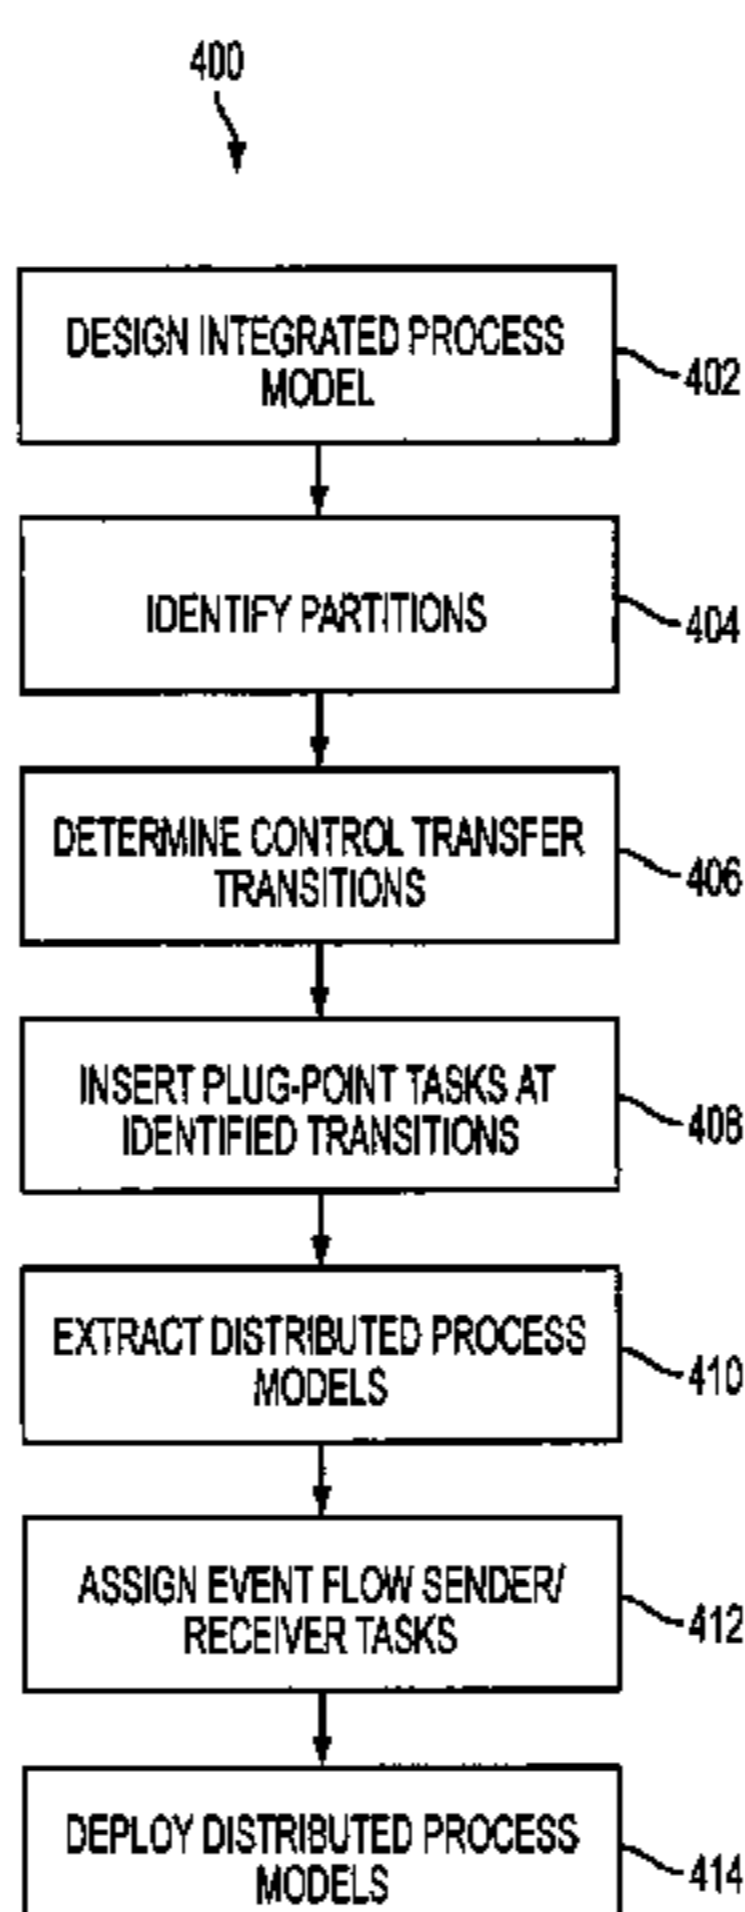 400
DESIGN INTEGRATED PROCESS
MODEL
402
IDENTIFY PARTITIONS
404
DETERMINE CONTROL TRANSFER
TRANSITIONS
406
INSERT PLUG-POINT TASKS AT
IDENTIFIED TRANSITIONS
408
EXTRACT DISTRIBUTED PROCESS
MODELS
410
ASSIGN EVENT FLOW SENDER/
RECEIVER TASKS
412
DEPLOY DISTRIBUTED PROCESS
MODELS
414